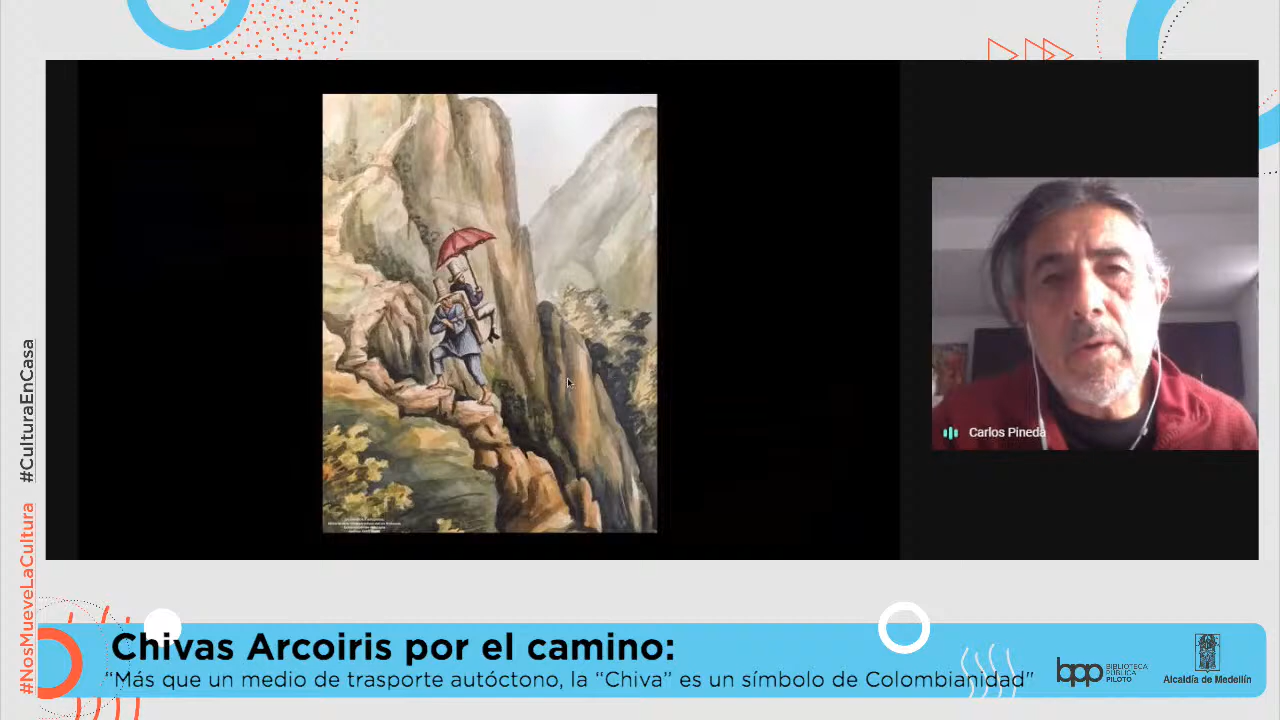 #CulturaEnCasa
#NosMueveLaCultura
Carlos Pineda
Chivas Arcoiris por el camino:
"Más que un medio de trasporte autóctono, la "Chiva" es un símbolo de Colombianidad"
bpp
BIBLIOTECA
PÚBLICA
PILOTO
Alcaldía de Medellín